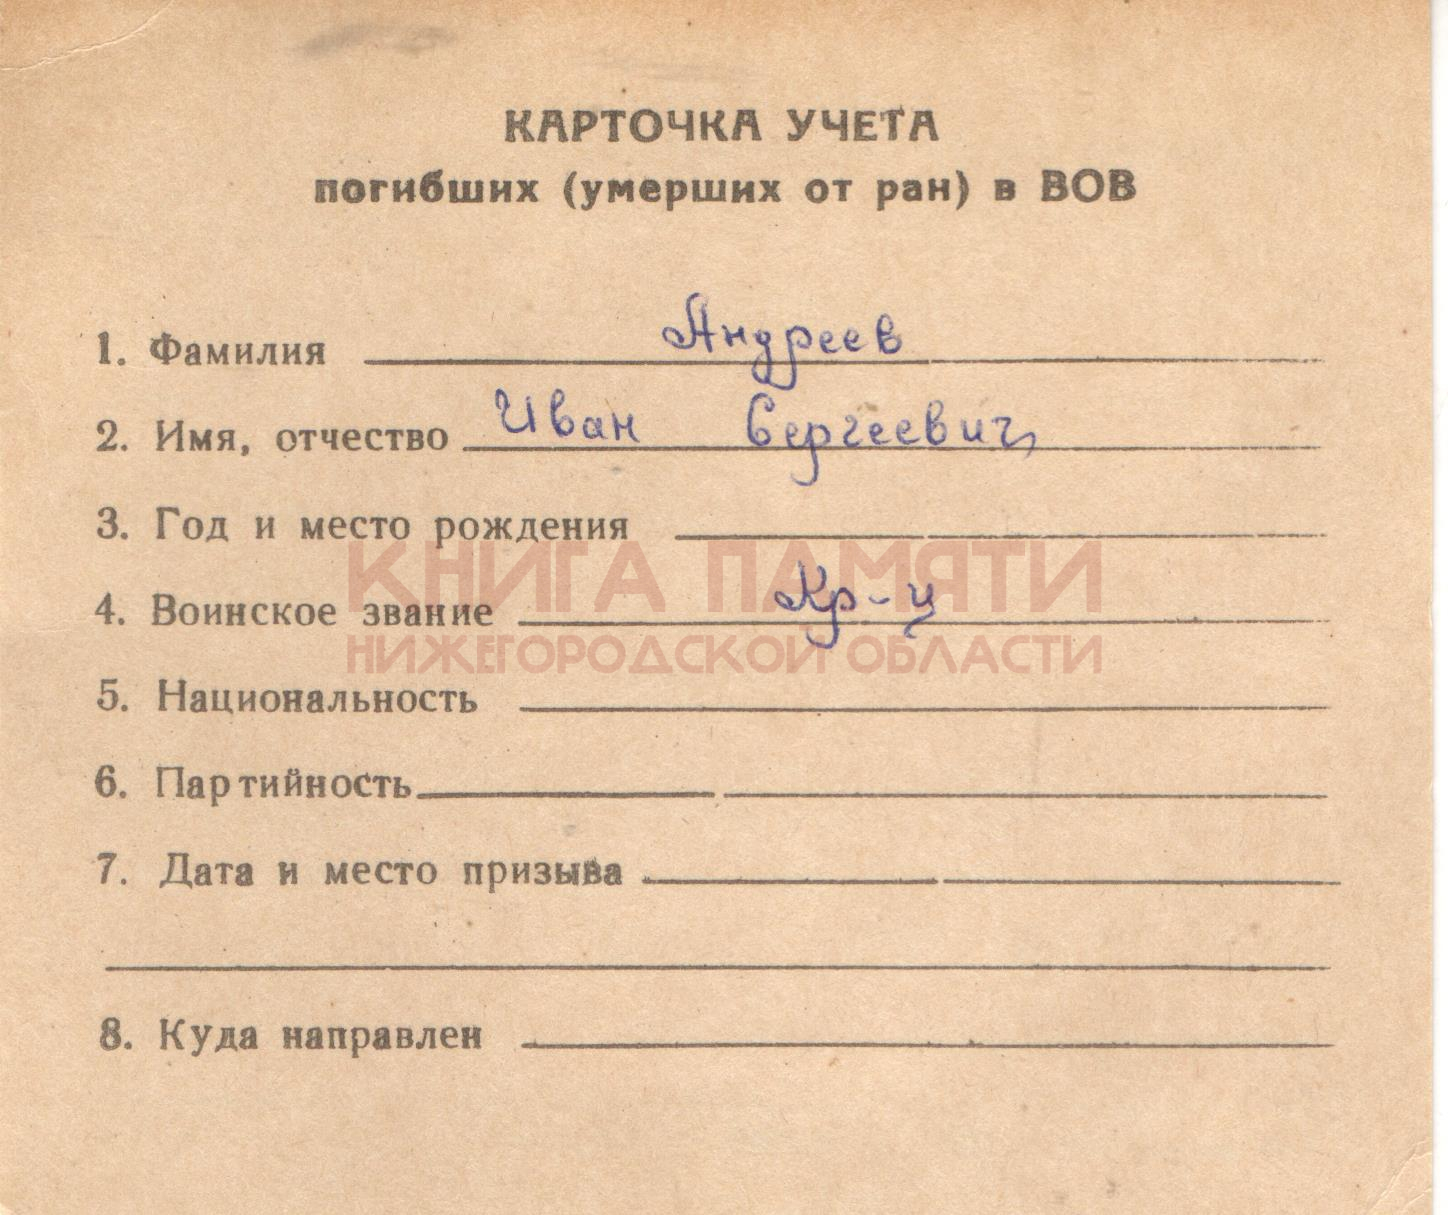 КАРТОЧКА УЧЕТА
погибших (умерших от ран) в ВОВ
1. Фамилия Андреев
2. Имя, отчество Иван Сергеевич
3. Год и место рождения
КНИГА ПАМЯТИ
4. Воинское звание Кр-ц
НИЖЕГОРОДСКОЙ ОБЛАСТИ
5. Национальность
6. Партийность
7. Дата и место призыва
8. Куда направлен